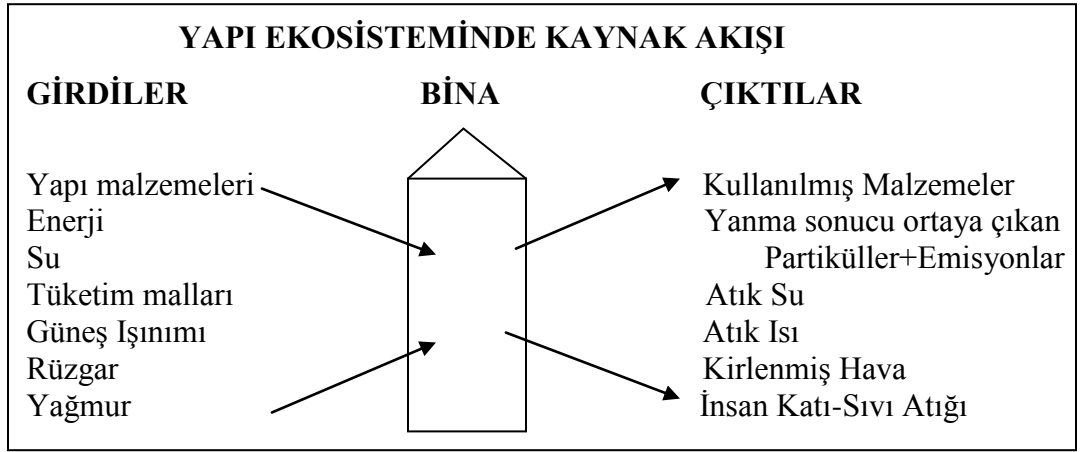 YAPI EKOSİSTEMİNDE KAYNAK AKIŞI
GİRDİLER BİNA ÇIKTILAR
Yapı malzemeleri Kullanılmış Malzemeler
Enerji Yanma sonucu ortaya çıkan
Su Partiküller+Emisyonlar
Tüketim malları Atık Su
Güneş Işınımı Atık Isı
Rüzgar Kirlenmiş Hava
Yağmur İnsan Katı-Sıvı Atığı